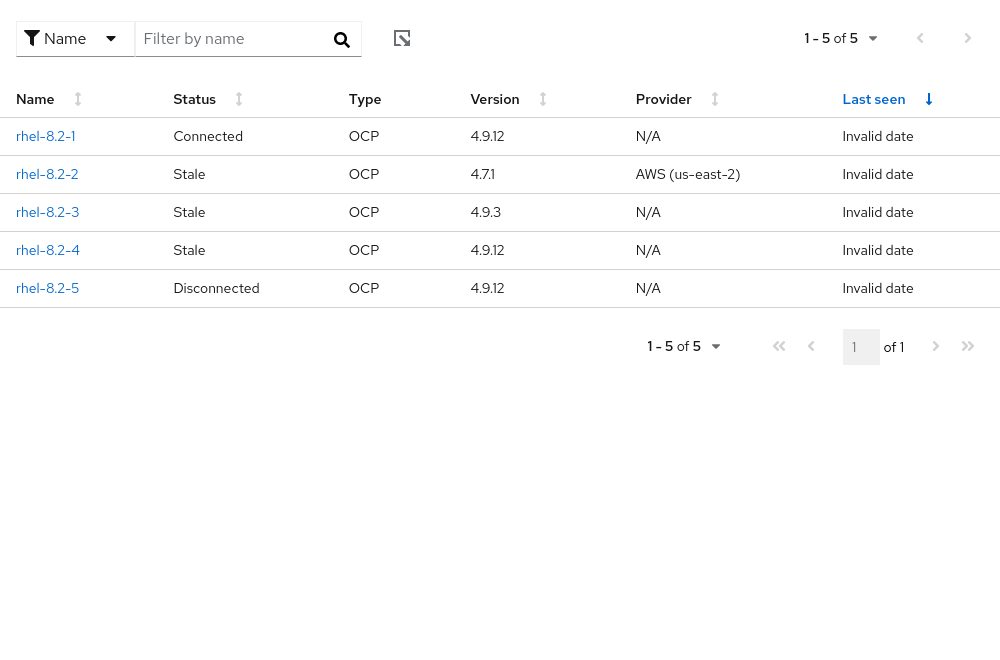 Name Filter by name 1 - 5 of 5
Name Status Type Version Provider Last seen
rhel-8.2-1 Connected OCP 4.9.12 N/A Invalid date
rhel-8.2-2 Stale OCP 4.7.1 AWS (us-east-2) Invalid date
rhel-8.2-3 Stale OCP 4.9.3 N/A Invalid date
rhel-8.2-4 Stale OCP 4.9.12 N/A Invalid date
rhel-8.2-5 Disconnected OCP 4.9.12 N/A Invalid date
1 - 5 of 5 1 of 1